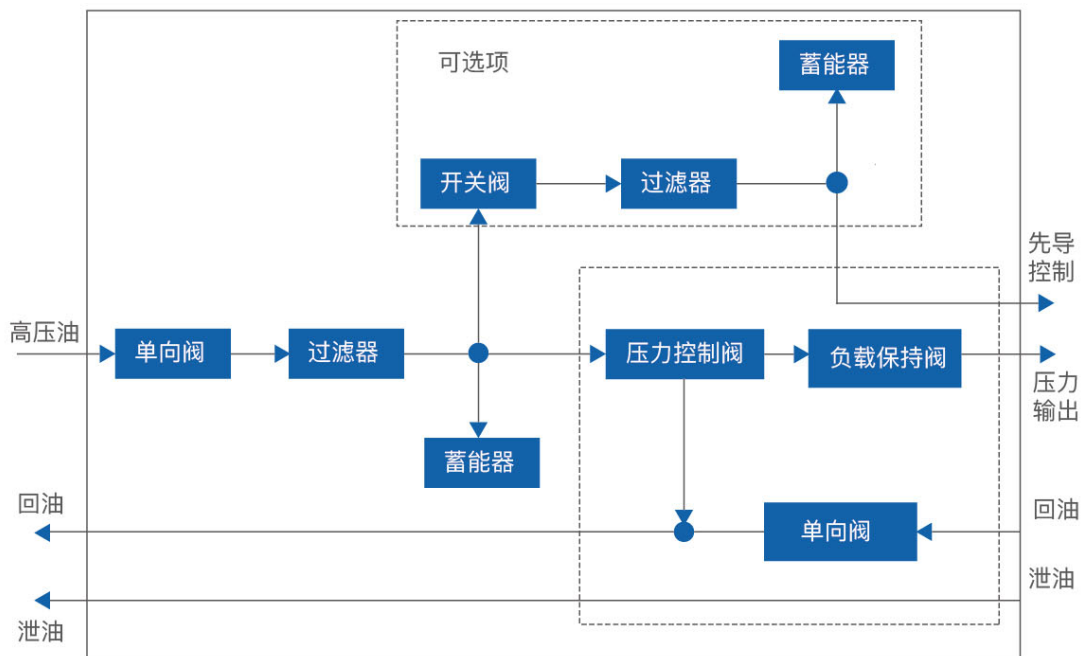 可选项
蓄能器
开关阀
过滤器
先导
控制
高压油
单向阀
过滤器
压力控制阀
负载保持阀
压力
输出
蓄能器
回油
单向阀
回油
泄油
泄油